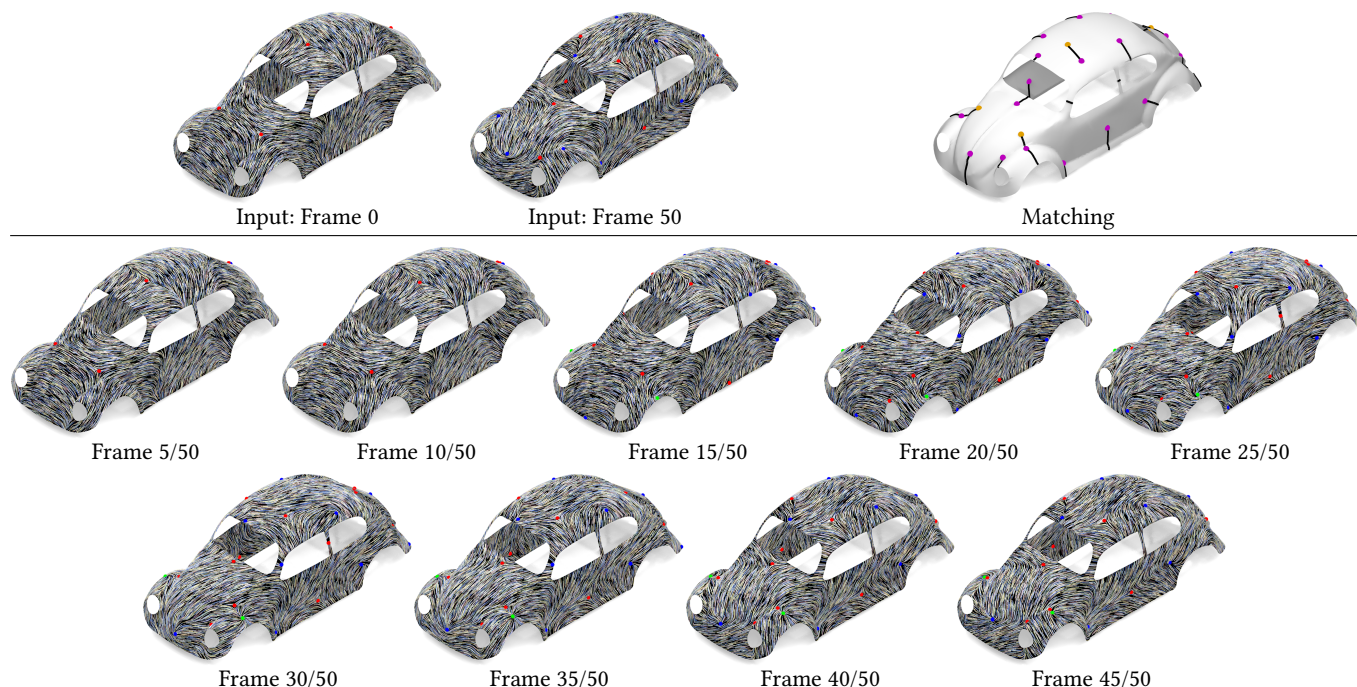 Input: Frame 0
Input: Frame 50
Matching
Frame 5/50
Frame 10/50
Frame 15/50
Frame 20/50
Frame 25/50
Frame 30/50
Frame 35/50
Frame 40/50
Frame 45/50